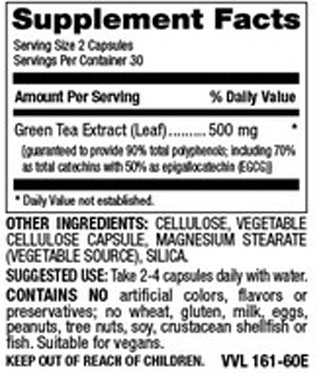 Supplement Facts
Serving Size 2 Capsules
Servings Per Container 30
Amount Per Serving % Daily Value
Green Tea Extract (Leaf)..........500 mg *
(guaranteed to provide 90% total polyphenols; including 70%
as total catechins with 50% as epigallocatechin (EGCG))
* Daily Value not established.
OTHER INGREDIENTS: CELLULOSE, VEGETABLE
CELLULOSE CAPSULE, MAGNESIUM STEARATE
(VEGETABLE SOURCE), SILICA.
SUGGESTED USE: Take 2-4 capsules daily with water.
CONTAINS NO artificial colors, flavors or
preservatives; no wheat, gluten, milk, eggs,
peanuts, tree nuts, soy, crustacean shellfish or
fish. Suitable for vegans.
KEEP OUT OF REACH OF CHILDREN. VVL 161-60E